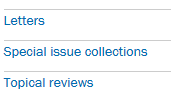 Letters
Special issue collections
Topical reviews